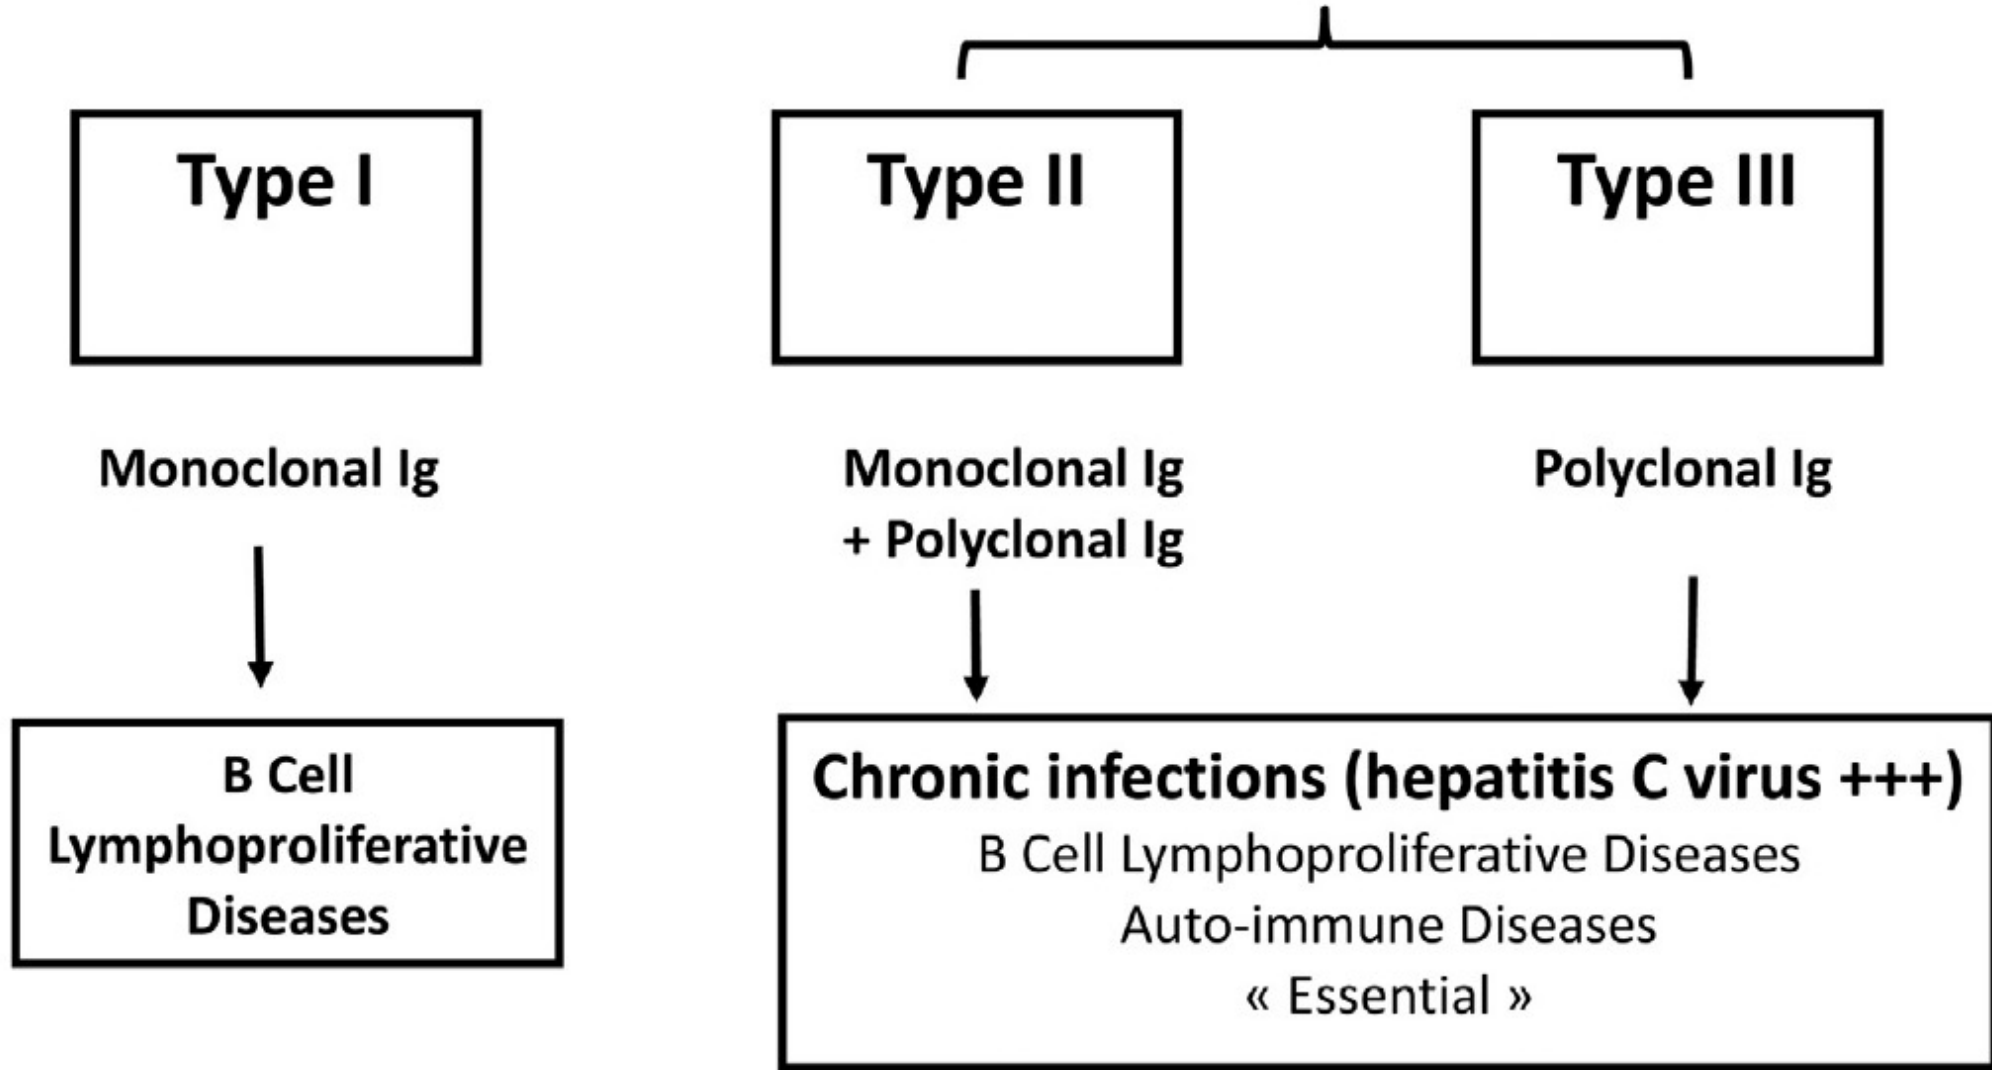 Type I
Type II
Type III
Monoclonal Ig
Monoclonal Ig
+ Polyclonal Ig
Polyclonal Ig
B Cell
Lymphoproliferative
Diseases
Chronic infections (hepatitis C virus +++)
B Cell Lymphoproliferative Diseases
Auto-immune Diseases
« Essential »